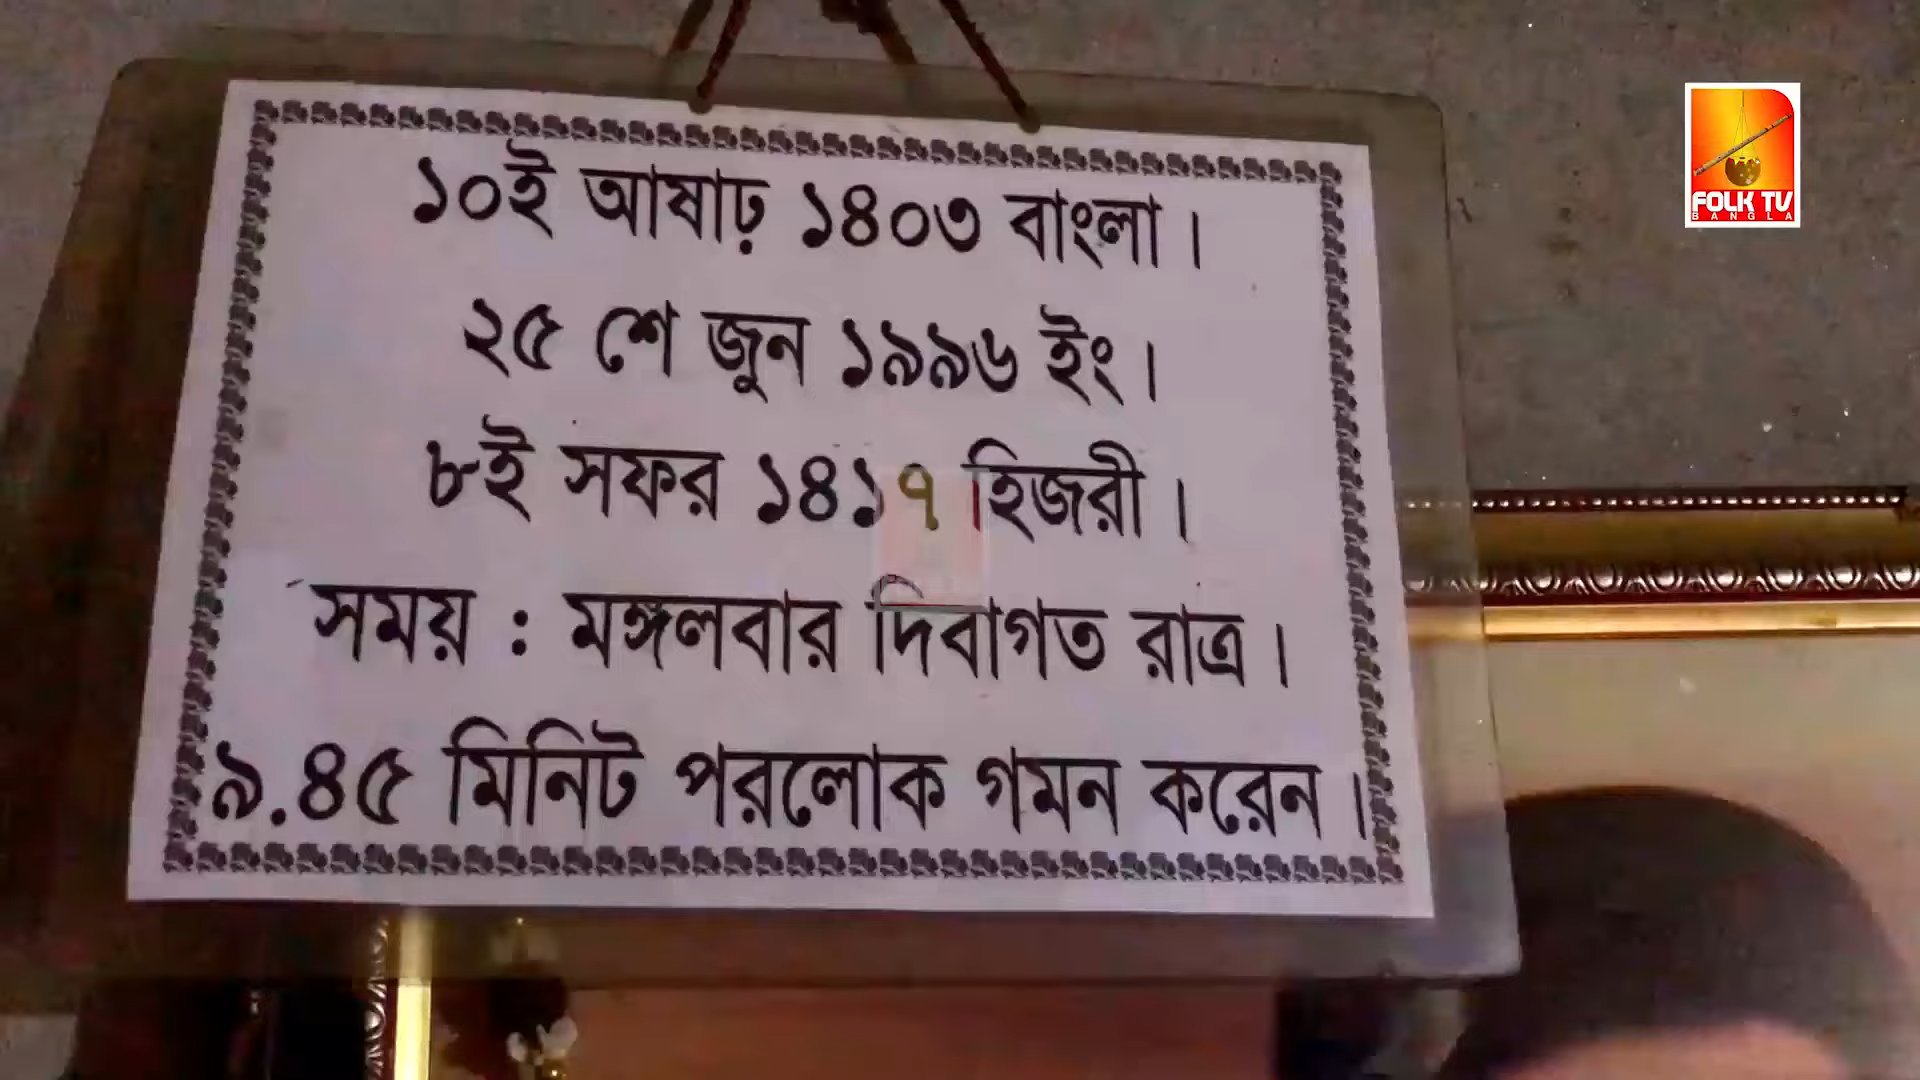 ১০ই আষাঢ় ১৪০৩ বাংলা।
২৫ শে জুন ১৯৯৬ ইং।
৮ই সফর ১৪১৭ হিজরী।
সময় : মঙ্গলবার দিবাগত রাত্র।
৯.৪৫ মিনিট পরলোক গমন করেন।
FOLK TV
BANGLA